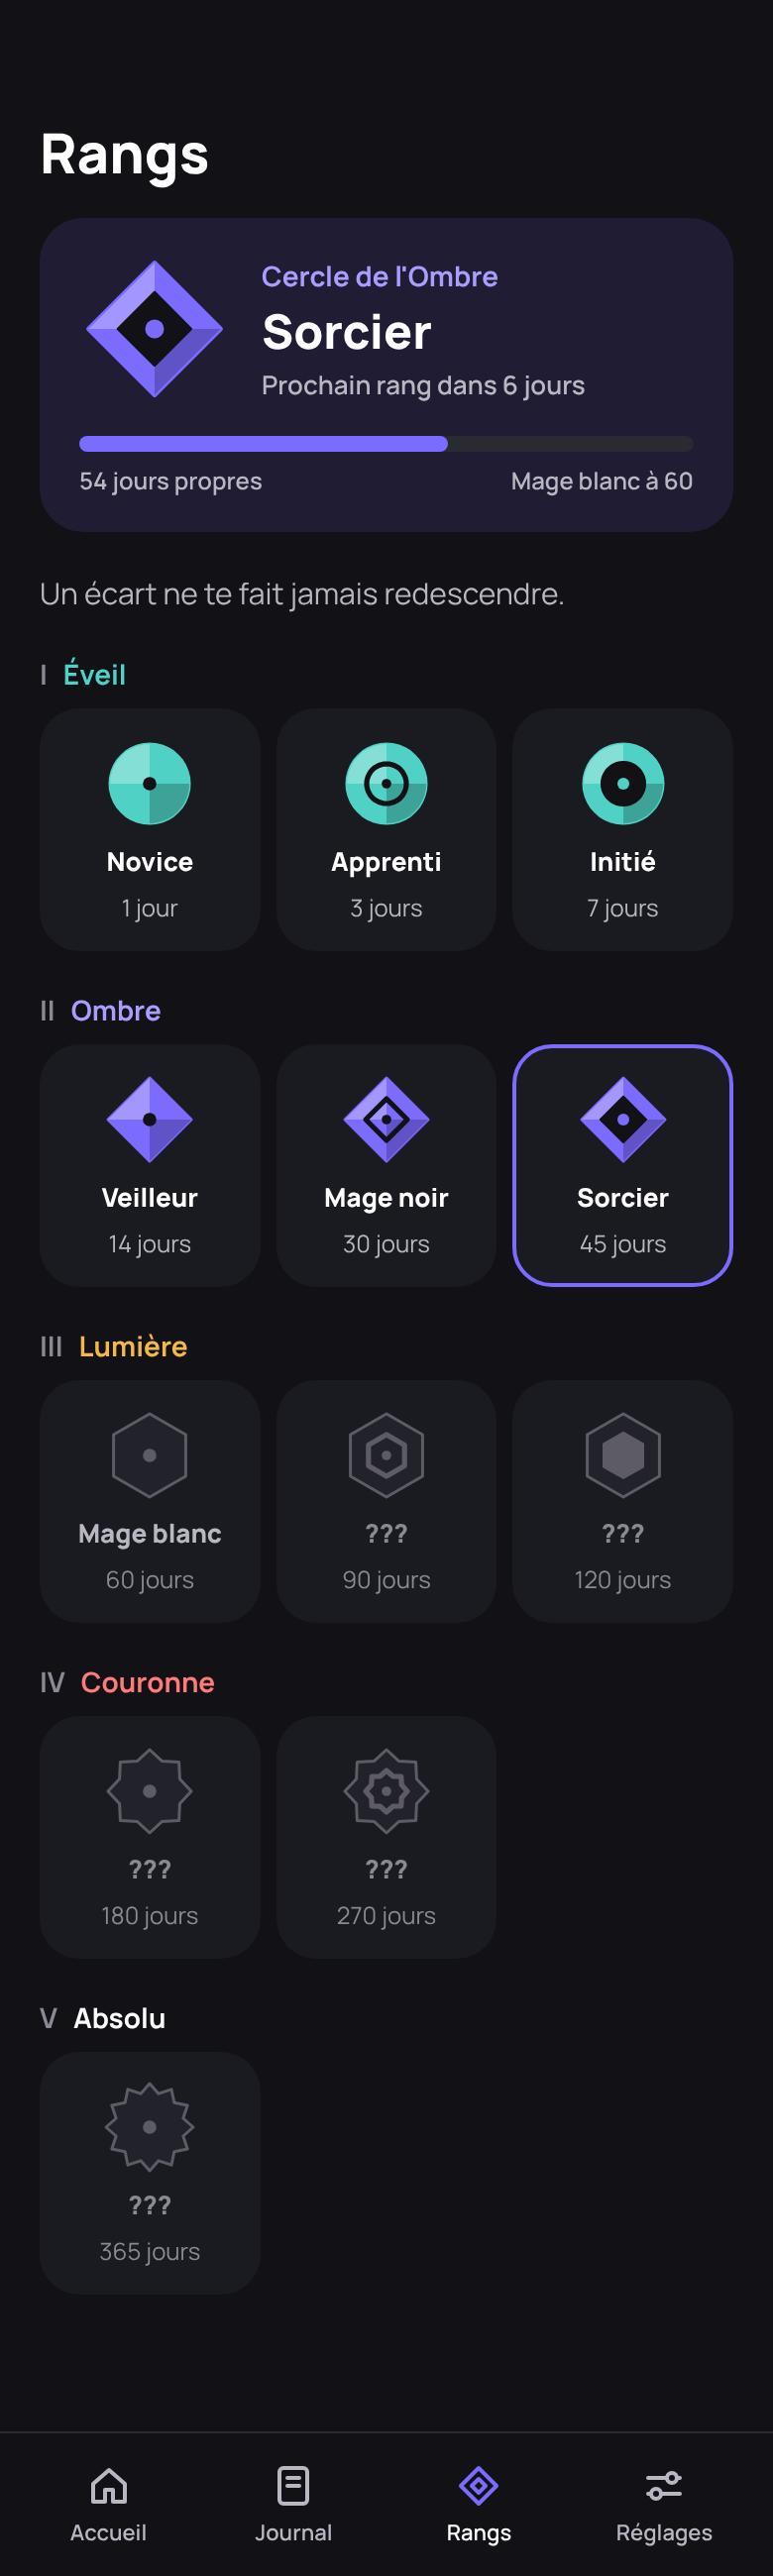 Rangs
Cercle de l'Ombre
Sorcier
Prochain rang dans 6 jours
54 jours propres
Mage blanc à 60
Un écart ne te fait jamais redescendre.
I Éveil
Novice
1 jour
Apprenti
3 jours
Initié
7 jours
II Ombre
Veilleur
14 jours
Mage noir
30 jours
Sorcier
45 jours
III Lumière
Mage blanc
60 jours
???
90 jours
???
120 jours
IV Couronne
???
180 jours
???
270 jours
V Absolu
???
365 jours
Accueil
Journal
Rangs
Réglages